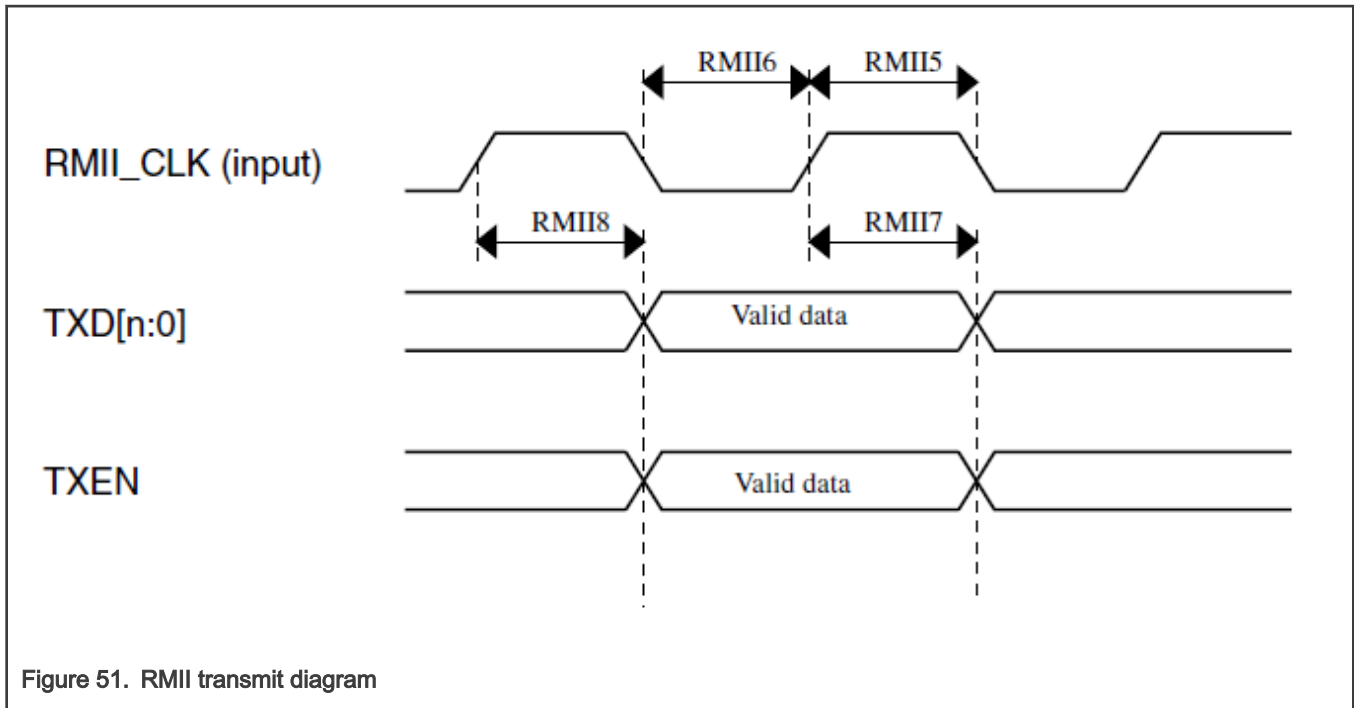 RMII6 RMII5
RMII_CLK (input)
RMII8 RMII7
TXD[n:0] Valid data
TXEN Valid data
Figure 51. RMII transmit diagram